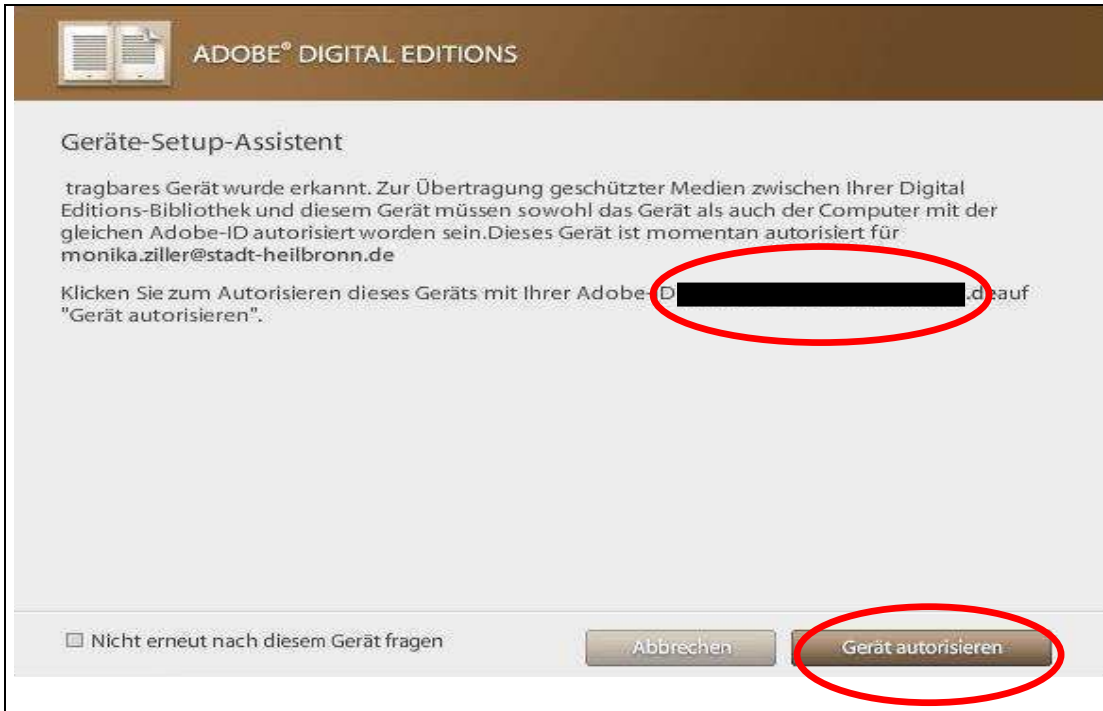 ADOBE® DIGITAL EDITIONS
Geräte-Setup-Assistent
tragbares Gerät wurde erkannt. Zur Übertragung geschützter Medien zwischen Ihrer Digital
Editions-Bibliothek und diesem Gerät müssen sowohl das Gerät als auch der Computer mit der
gleichen Adobe-ID autorisiert worden sein.Dieses Gerät ist momentan autorisiert für
monika.ziller@stadt-heilbronn.de
Klicken Sie zum Autorisieren dieses Geräts mit Ihrer Adobe-ID .deauf
"Gerät autorisieren".
Nicht erneut nach diesem Gerät fragen
Abbrechen
Gerät autorisieren